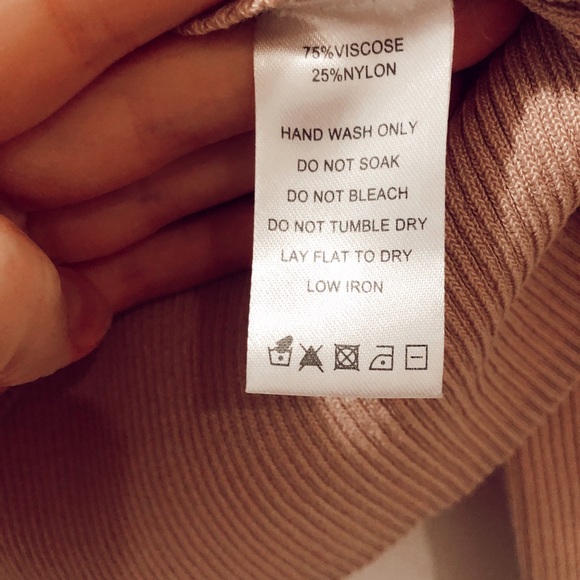 75%VISCOSE
25%NYLON
HAND WASH ONLY
DO NOT SOAK
DO NOT BLEACH
DO NOT TUMBLE DRY
LAY FLAT TO DRY
LOW IRON